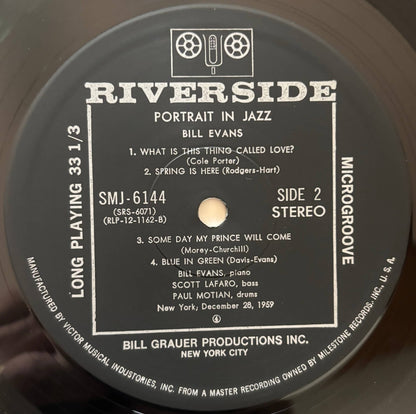 RIVERSIDE
PORTRAIT IN JAZZ
BILL EVANS
1. WHAT IS THIS THING CALLED LOVE?
(Cole Porter)
2. SPRING IS HERE (Rodgers-Hart)
SMJ-6144
(SRS-6071)
(RLP-12-1162-B)
SIDE 2
STEREO
LONG PLAYING 33 1/3
MICROGROOVE
3. SOME DAY MY PRINCE WILL COME
(Morey-Churchill)
4. BLUE IN GREEN (Davis-Evans)
BILL EVANS, piano
SCOTT LAFARO, bass
PAUL MOTIAN, drums
New York; December 28, 1959
4
BILL GRAUER PRODUCTIONS INC.
NEW YORK CITY
MANUFACTURED BY VICTOR MUSICAL INDUSTRIES, INC. FROM A MASTER RECORDING OWNED BY MILESTONE RECORDS, INC., U. S. A.